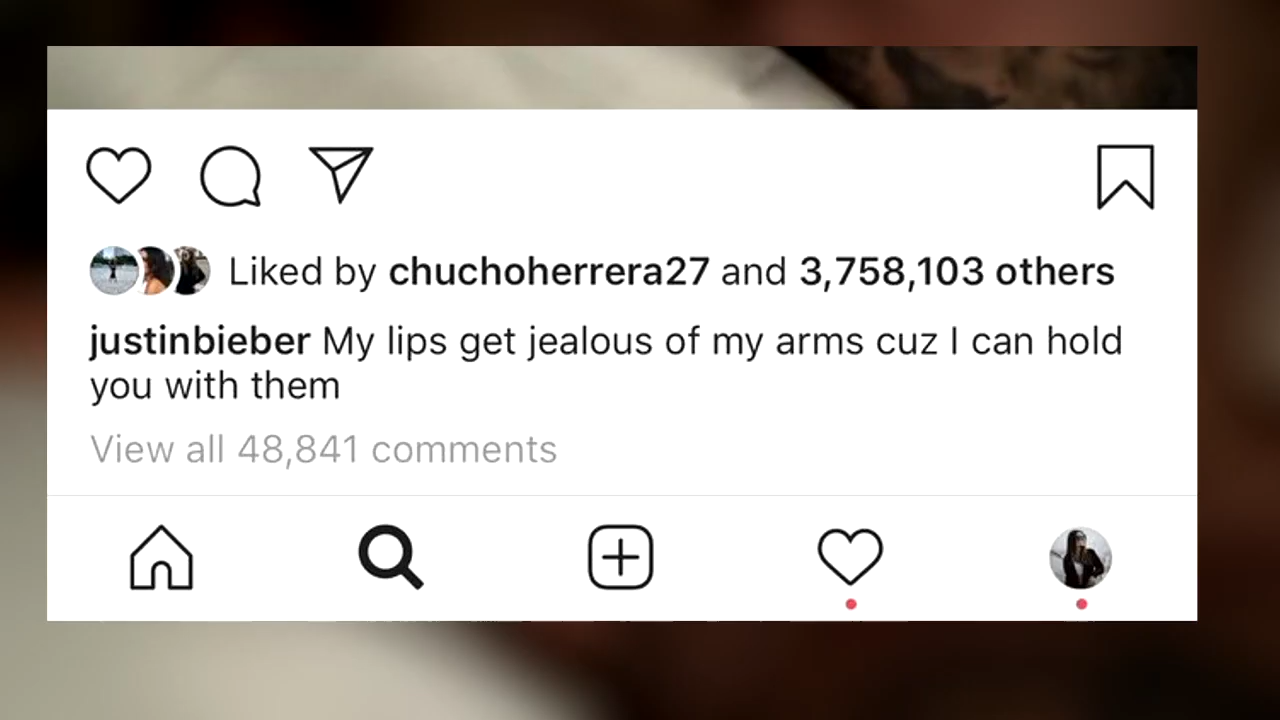 Liked by chuchoherrera27 and 3,758,103 others
justinbieber My lips get jealous of my arms cuz I can hold
you with them
View all 48,841 comments